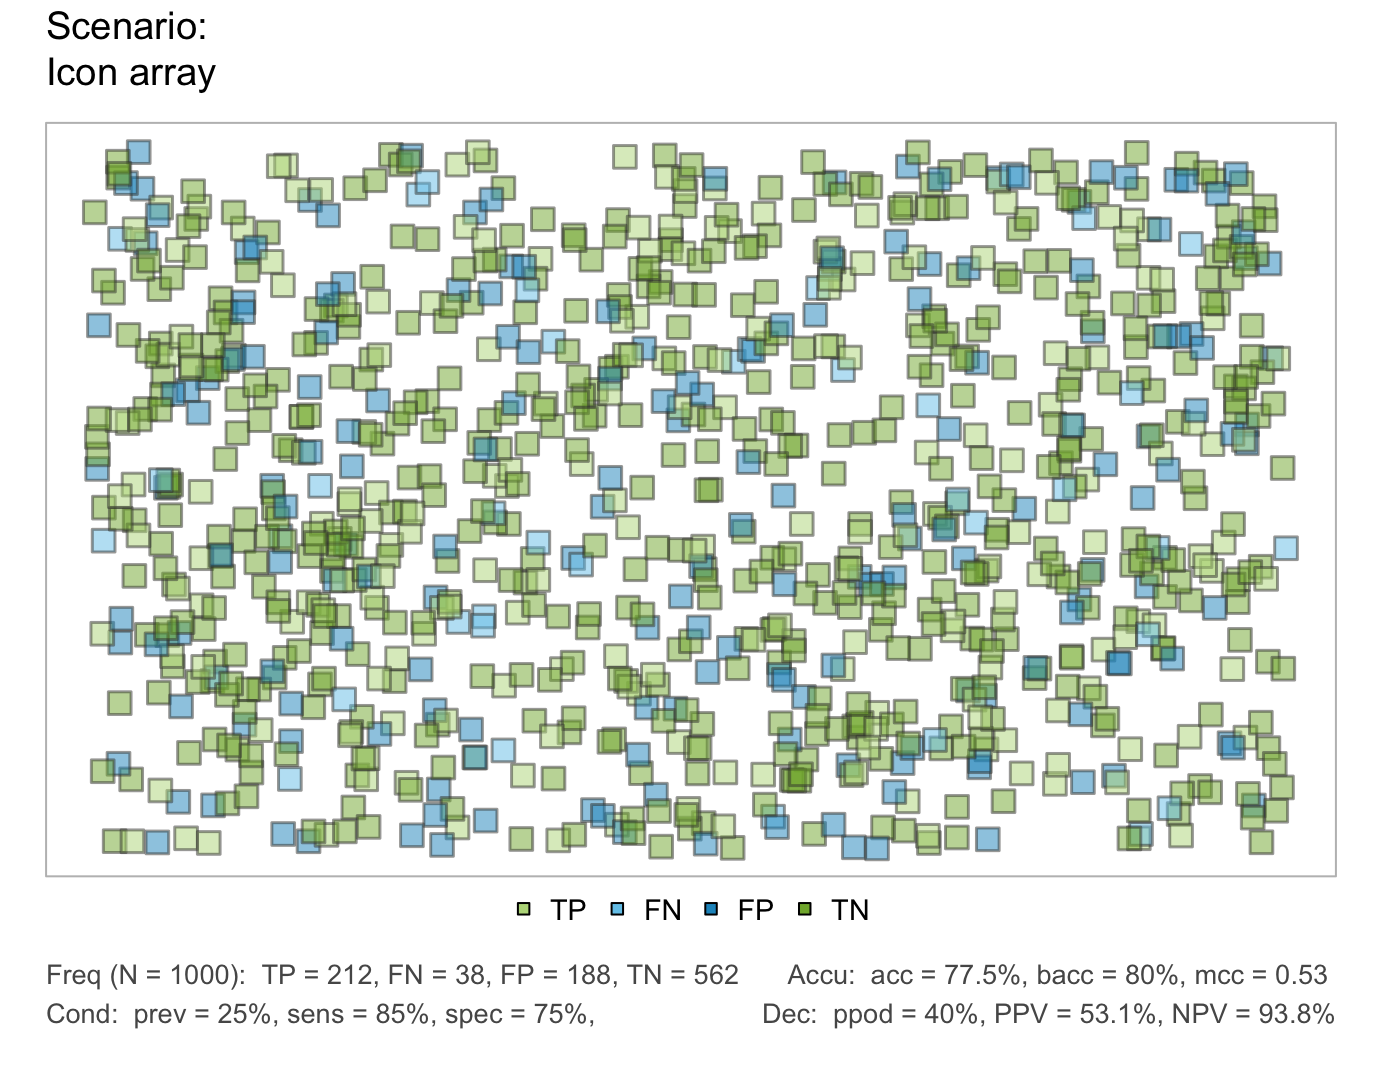 Scenario:
Icon array
TP FN FP TN
Freq (N = 1000):  TP = 212, FN = 38, FP = 188, TN = 562 Accu:  acc = 77.5%, bacc = 80%, mcc = 0.53
Cond:  prev = 25%, sens = 85%, spec = 75%, Dec:  ppod = 40%, PPV = 53.1%, NPV = 93.8%